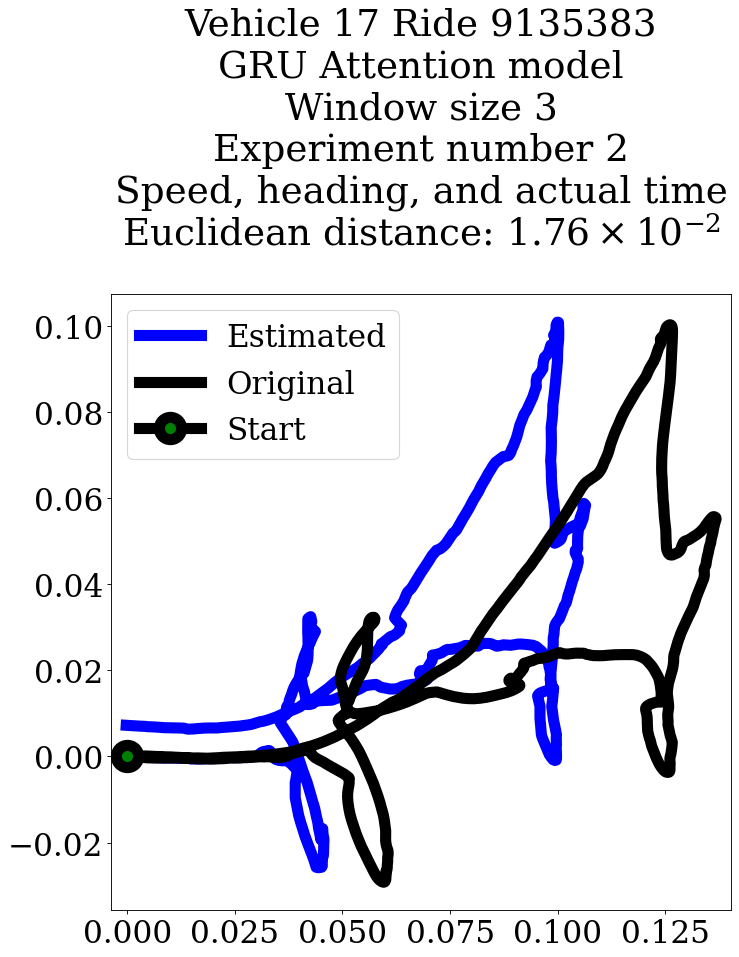 Vehicle 17 Ride 9135383
GRU Attention model
Window size 3
Experiment number 2
Speed, heading, and actual time
Euclidean distance: 1.76 × 10⁻²
Estimated
Original
Start
0.10
0.08
0.06
0.04
0.02
0.00
−0.02
0.000 0.025 0.050 0.075 0.100 0.125